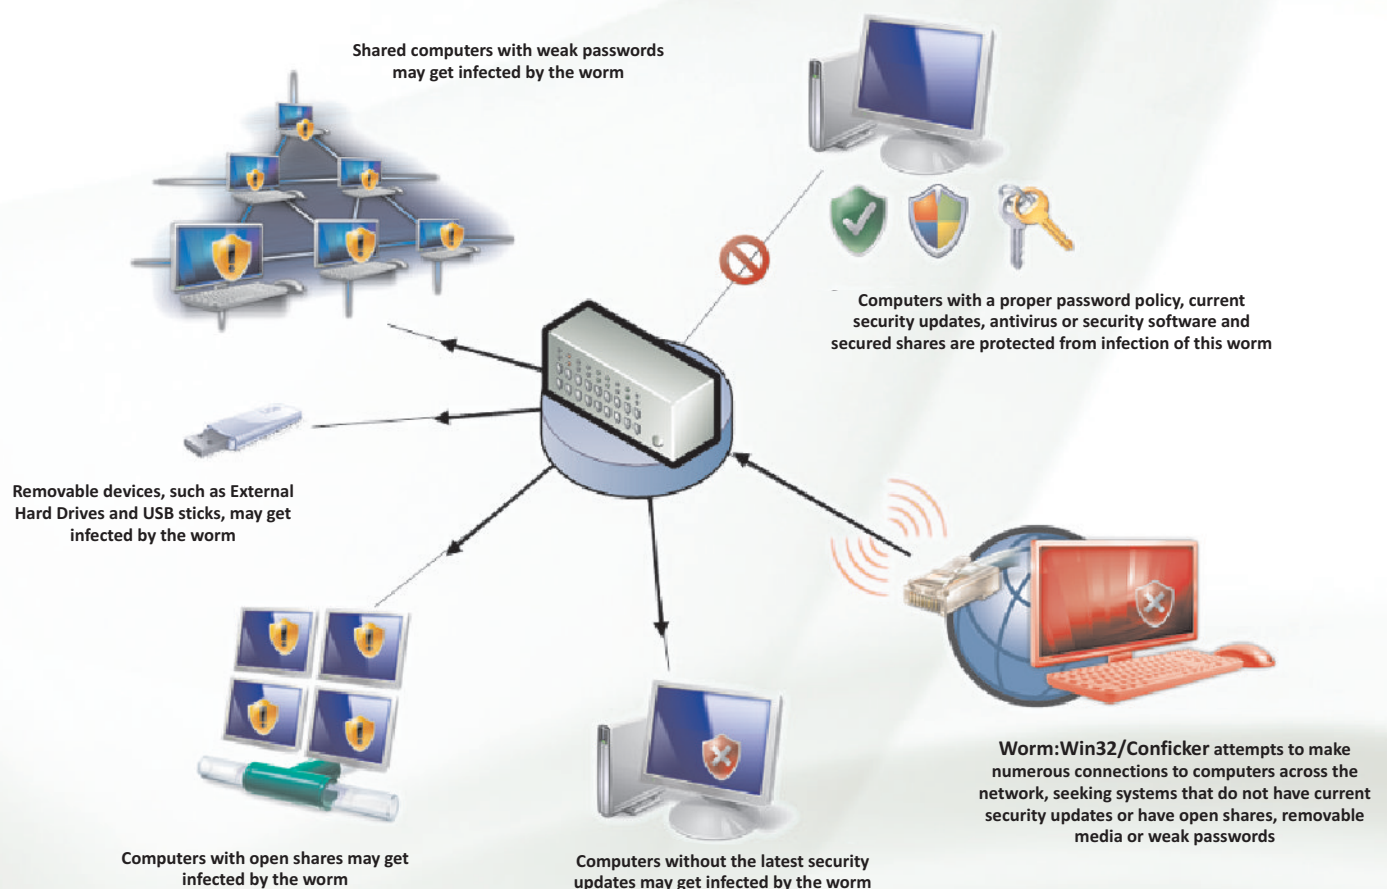 Shared computers with weak passwords
may get infected by the worm
Computers with a proper password policy, current
security updates, antivirus or security software and
secured shares are protected from infection of this worm
Removable devices, such as External
Hard Drives and USB sticks, may get
infected by the worm
Worm:Win32/Conficker attempts to make
numerous connections to computers across the
network, seeking systems that do not have current
security updates or have open shares, removable
media or weak passwords
Computers with open shares may get
infected by the worm
Computers without the latest security
updates may get infected by the worm